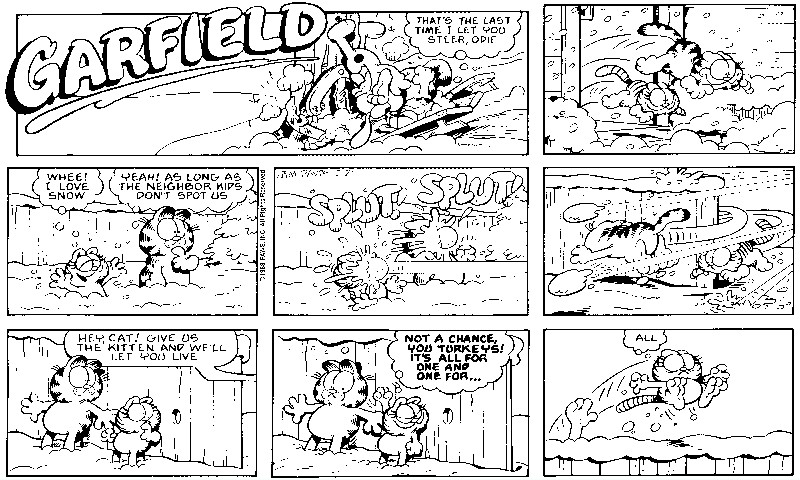 GARFIELD
THAT'S THE LAST
TIME I LET YOU
STEER, ODIE
WHEE!
I LOVE
SNOW
YEAH! AS LONG AS
THE NEIGHBOR KIDS
DON'T SPOT US
SPLUT!
SPLUT!
HEY, CAT! GIVE US
THE KITTEN AND WE'LL
LET YOU LIVE
NOT A CHANCE,
YOU TURKEYS!
IT'S ALL FOR
ONE AND
ONE FOR...
ALL